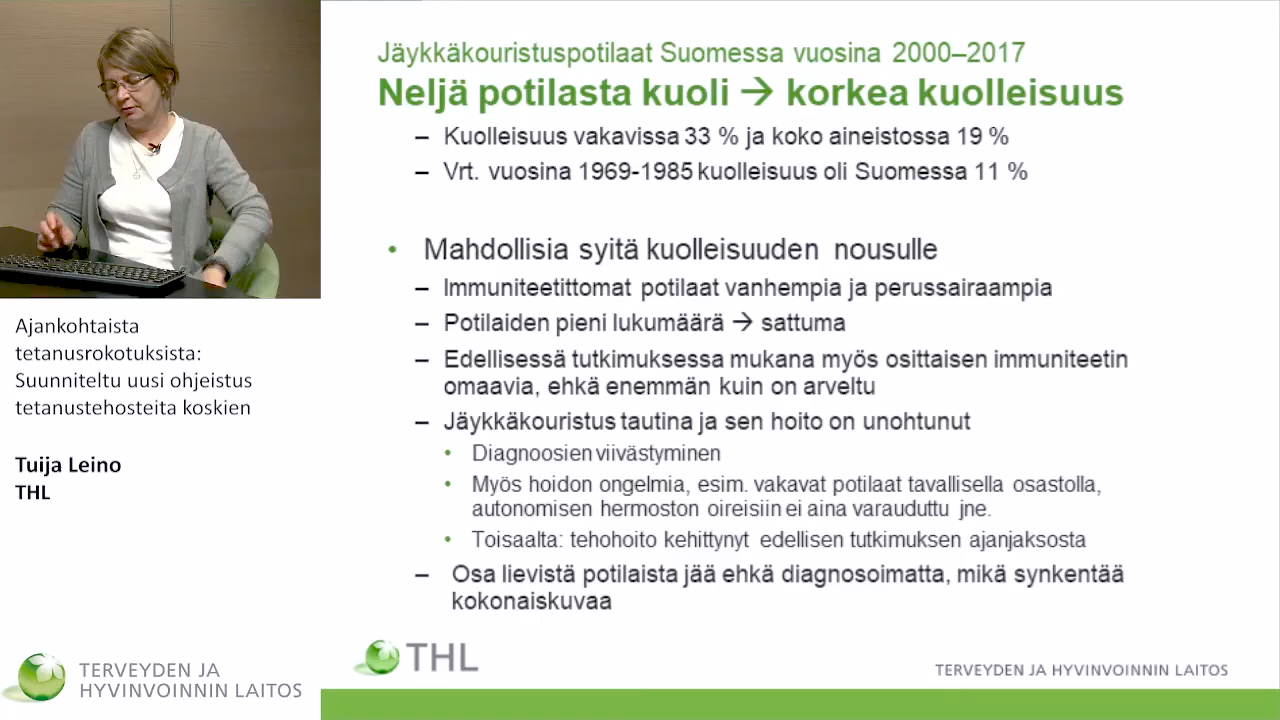 Jäykkäkouristuspotilaat Suomessa vuosina 2000–2017
Neljä potilasta kuoli → korkea kuolleisuus
– Kuolleisuus vakavissa 33 % ja koko aineistossa 19 %
– Vrt. vuosina 1969-1985 kuolleisuus oli Suomessa 11 %
• Mahdollisia syitä kuolleisuuden nousulle
– Immuniteetittomat potilaat vanhempia ja perussairaampia
– Potilaiden pieni lukumäärä → sattuma
– Edellisessä tutkimuksessa mukana myös osittaisen immuniteetin
omaavia, ehkä enemmän kuin on arveltu
– Jäykkäkouristus tautina ja sen hoito on unohtunut
• Diagnoosien viivästyminen
• Myös hoidon ongelmia, esim. vakavat potilaat tavallisella osastolla,
autonomisen hermoston oireisiin ei aina varauduttu jne.
• Toisaalta: tehohoito kehittynyt edellisen tutkimuksen ajanjaksosta
– Osa lievistä potilaista jää ehkä diagnosoimatta, mikä synkentää
kokonaiskuvaa
THL
TERVEYDEN JA HYVINVOINNIN LAITOS
Ajankohtaista
tetanusrokotuksista:
Suunniteltu uusi ohjeistus
tetanustehosteita koskien
Tuija Leino
THL
TERVEYDEN JA
HYVINVOINNIN LAITOS